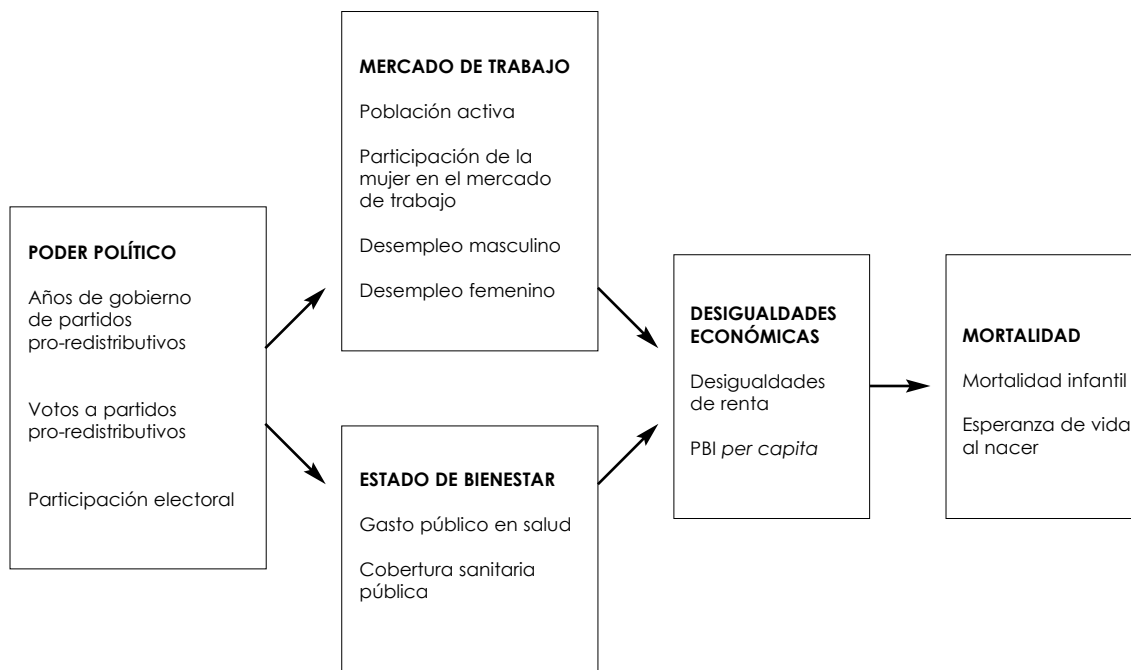 PODER POLÍTICO
Años de gobierno
de partidos
pro-redistributivos
Votos a partidos
pro-redistributivos
Participación electoral
MERCADO DE TRABAJO
Población activa
Participación de la
mujer en el mercado
de trabajo
Desempleo masculino
Desempleo femenino
ESTADO DE BIENESTAR
Gasto público en salud
Cobertura sanitaria
pública
DESIGUALDADES
ECONÓMICAS
Desigualdades
de renta
PBI per capita
MORTALIDAD
Mortalidad infantil
Esperanza de vida
al nacer